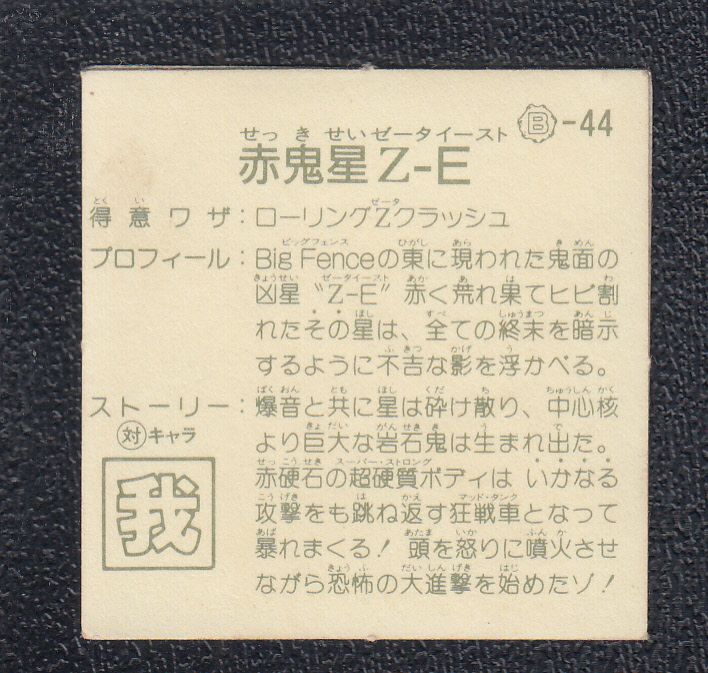 せっきせいゼータイースト
Ⓑ-44
赤鬼星Z-E
とくい ゼータ
得意ワザ：ローリングZクラッシュ
ビッグフェンス ひがし あら きめん
プロフィール：Big Fenceの東に現われた鬼面の
きょうせい ゼータイースト あか あ は わ
凶星〝Z-E〟赤く荒れ果てヒビ割
ほし すべ しゅうまつ あんじ
れたその星は、全ての終末を暗示
ふきつ かげ う
するように不吉な影を浮かべる。
ばくおん とも ほし くだ ち ちゅうしんかく
ストーリー：爆音と共に星は砕け散り、中心核
きょだい がんせきき う で
より巨大な岩石鬼は生まれ出た。
対キャラ
我
せっこうせき スーパー・ストロング
赤硬石の超硬質ボディはいかなる
こうげき は かえ マッド・タンク
攻撃をも跳ね返す狂戦車となって
あば あたま いか ふんか
暴れまくる！頭を怒りに噴火させ
きょうふ だいしんげき はじ
ながら恐怖の大進撃を始めたゾ！